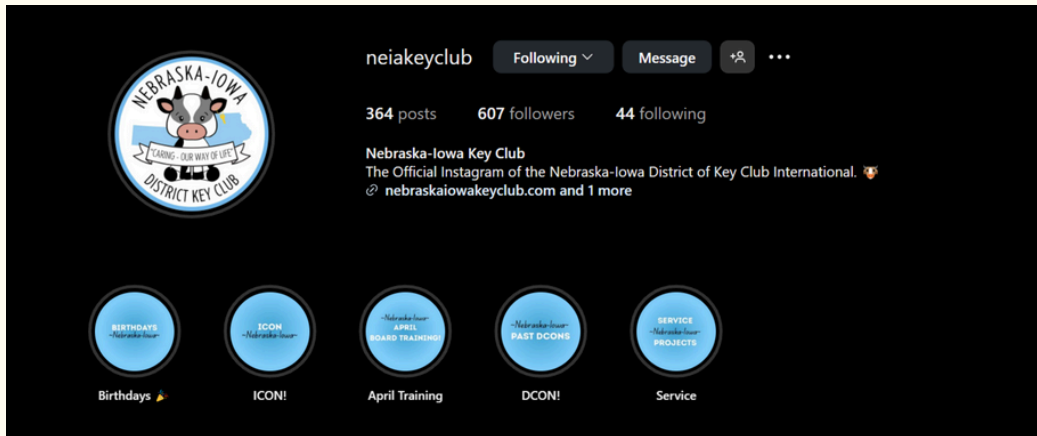 NEBRASKA-IOWA
"CARING - OUR WAY OF LIFE"
DISTRICT KEY CLUB
neiakeyclub
Following
Message
364 posts
607 followers
44 following
Nebraska-Iowa Key Club
The Official Instagram of the Nebraska-Iowa District of Key Club International.
nebraskaiowakeyclub.com and 1 more
BIRTHDAYS
~Nebraska-Iowa~
ICON
~Nebraska-Iowa~
~Nebraska-Iowa~
APRIL
BOARD TRAINING!
~Nebraska-Iowa~
PAST DCONS
SERVICE
~Nebraska-Iowa~
PROJECTS
Birthdays
ICON!
April Training
DCON!
Service